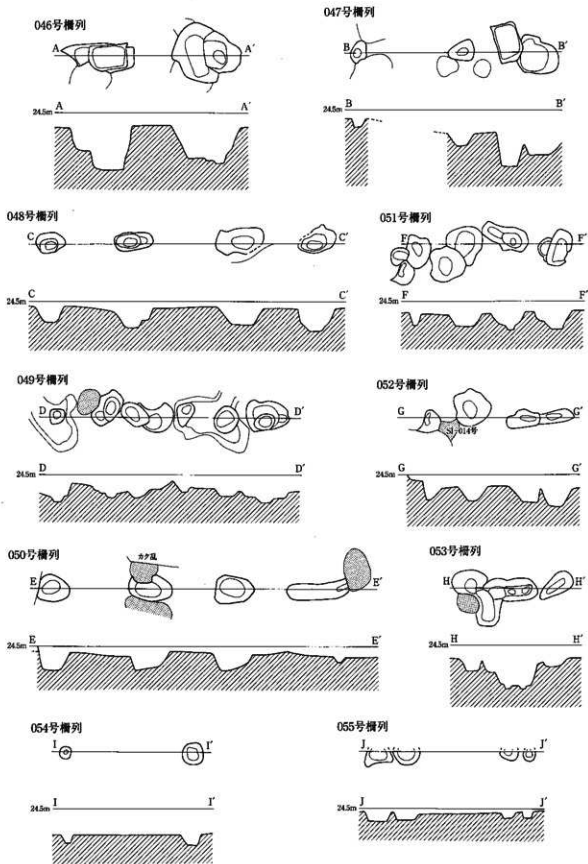 046号柵列
A A'
24.5m A A'
047号柵列
B B'
24.5m B B'
048号柵列
C C'
24.5m C C'
051号柵列
F F'
24.5m F F'
049号柵列
D D'
24.5m D D'
052号柵列
G G'
SI-014号
24.5m G G'
050号柵列
カク乱
E E'
24.5m E E'
053号柵列
H H'
24.5m H H'
054号柵列
I I'
24.5m I I'
055号柵列
J J'
24.5m J J'